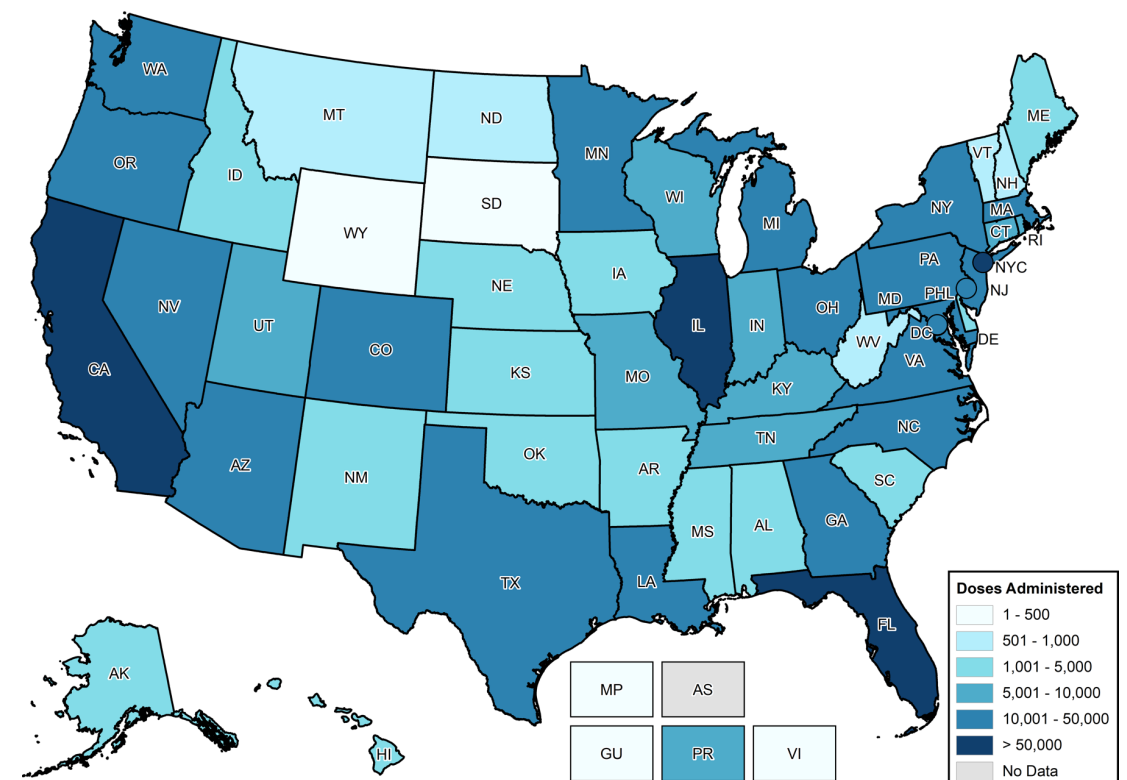 WA
MT
ND
MN
ME
OR
ID
SD
WI
MI
VT
NH
NY
MA
CT
RI
WY
NE
IA
PA
NYC
NV
UT
CO
IL
IN
OH
MD
PHL
NJ
DC
DE
WV
VA
CA
KS
MO
KY
NC
AZ
NM
OK
AR
TN
SC
MS
AL
GA
TX
LA
FL
AK
HI
MP
AS
GU
PR
VI
Doses Administered
1 - 500
501 - 1,000
1,001 - 5,000
5,001 - 10,000
10,001 - 50,000
> 50,000
No Data